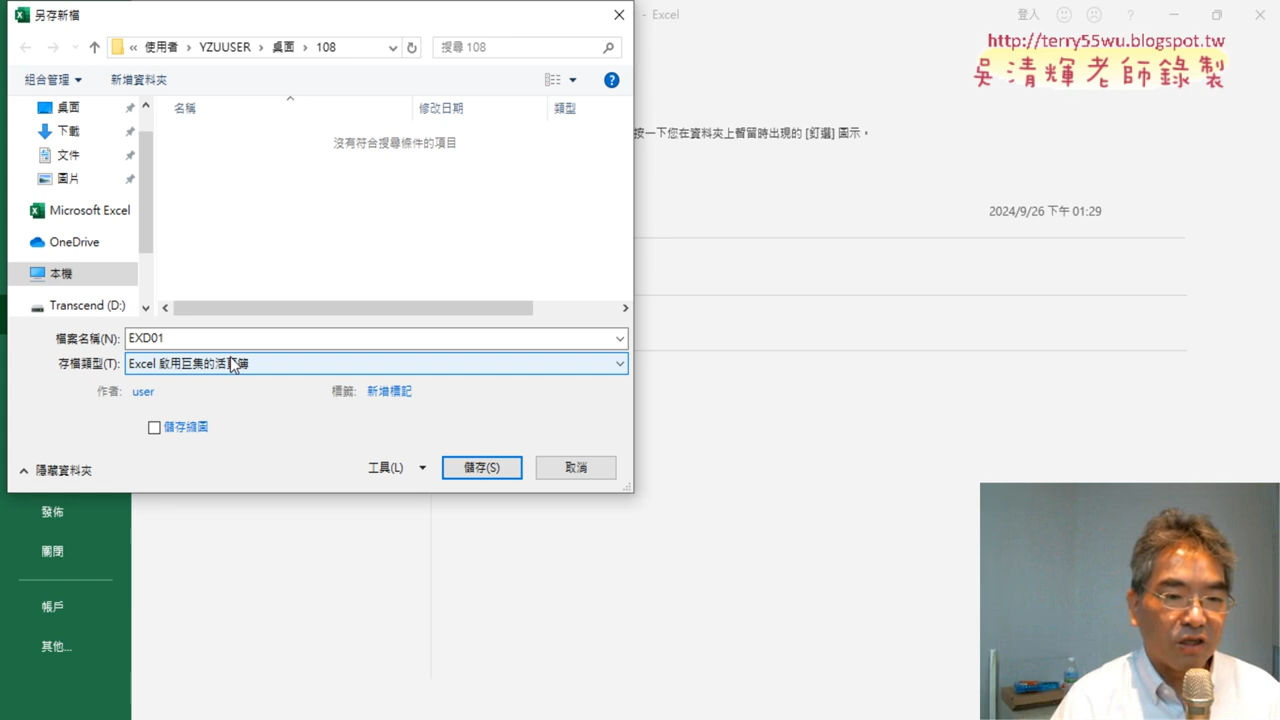 另存新檔
- Excel
登入
?
« 使用者 › YZUUSER › 桌面 › 108
搜尋 108
http://terry55wu.blogspot.tw
吳清輝老師錄製
組合管理
新增資料夾
名稱
修改日期
類型
桌面
下載
文件
圖片
Microsoft Excel
OneDrive
本機
Transcend (D:)
沒有符合搜尋條件的項目
按一下您在資料夾上暫留時出現的 [釘選] 圖示。
2024/9/26 下午 01:29
檔案名稱(N): EXD01
存檔類型(T): Excel 啟用巨集的活頁簿
作者: user
標籤: 新增標記
儲存縮圖
隱藏資料夾
工具(L)
儲存(S)
取消
發佈
關閉
帳戶
其他...